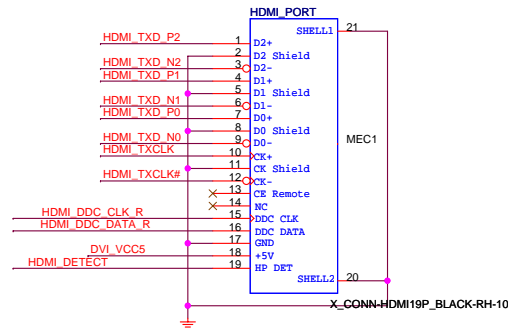 HDMI_PORT
SHELL1 21
HDMI_TXD_P2 1 D2+
2 D2 Shield
HDMI_TXD_N2 3 D2-
HDMI_TXD_P1 4 D1+
5 D1 Shield
HDMI_TXD_N1 6 D1-
HDMI_TXD_P0 7 D0+
8 D0 Shield
MEC1
HDMI_TXD_N0 9 D0-
HDMI_TXCLK 10 CK+
11 CK Shield
HDMI_TXCLK# 12 CK-
13 CE Remote
14 NC
HDMI_DDC_CLK_R 15 DDC CLK
HDMI_DDC_DATA_R 16 DDC DATA
17 GND
DVI_VCC5 18 +5V
HDMI_DETECT 19 HP DET
SHELL2 20
X_CONN-HDMI19P_BLACK-RH-10